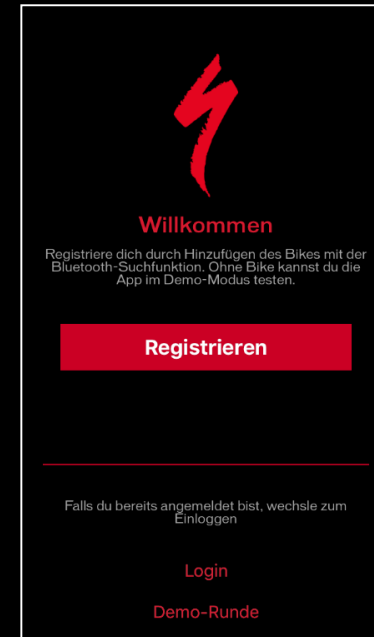 Willkommen
Registriere dich durch Hinzufügen des Bikes mit der
Bluetooth-Suchfunktion. Ohne Bike kannst du die
App im Demo-Modus testen.
Registrieren
Falls du bereits angemeldet bist, wechsle zum
Einloggen
Login
Demo-Runde